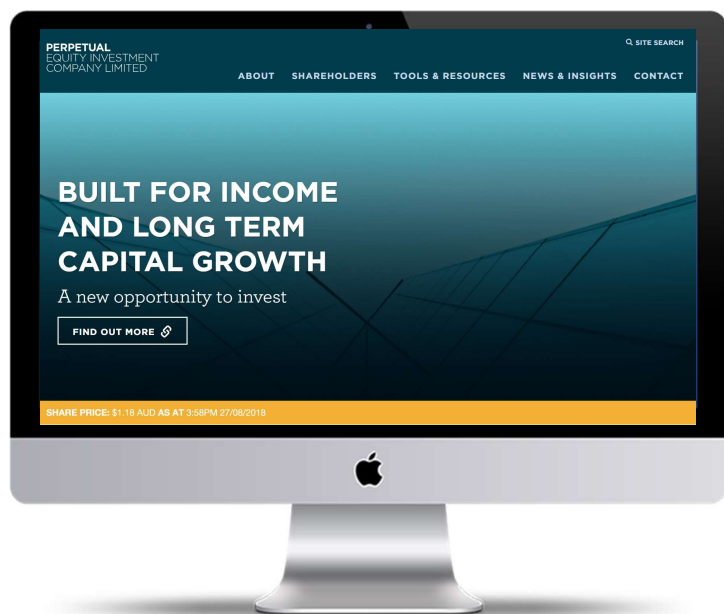 PERPETUAL
EQUITY INVESTMENT
COMPANY LIMITED
SITE SEARCH
ABOUT SHAREHOLDERS TOOLS & RESOURCES NEWS & INSIGHTS CONTACT
BUILT FOR INCOME
AND LONG TERM
CAPITAL GROWTH
A new opportunity to invest
FIND OUT MORE
SHARE PRICE: $1.18 AUD AS AT 3:58PM 27/08/2018